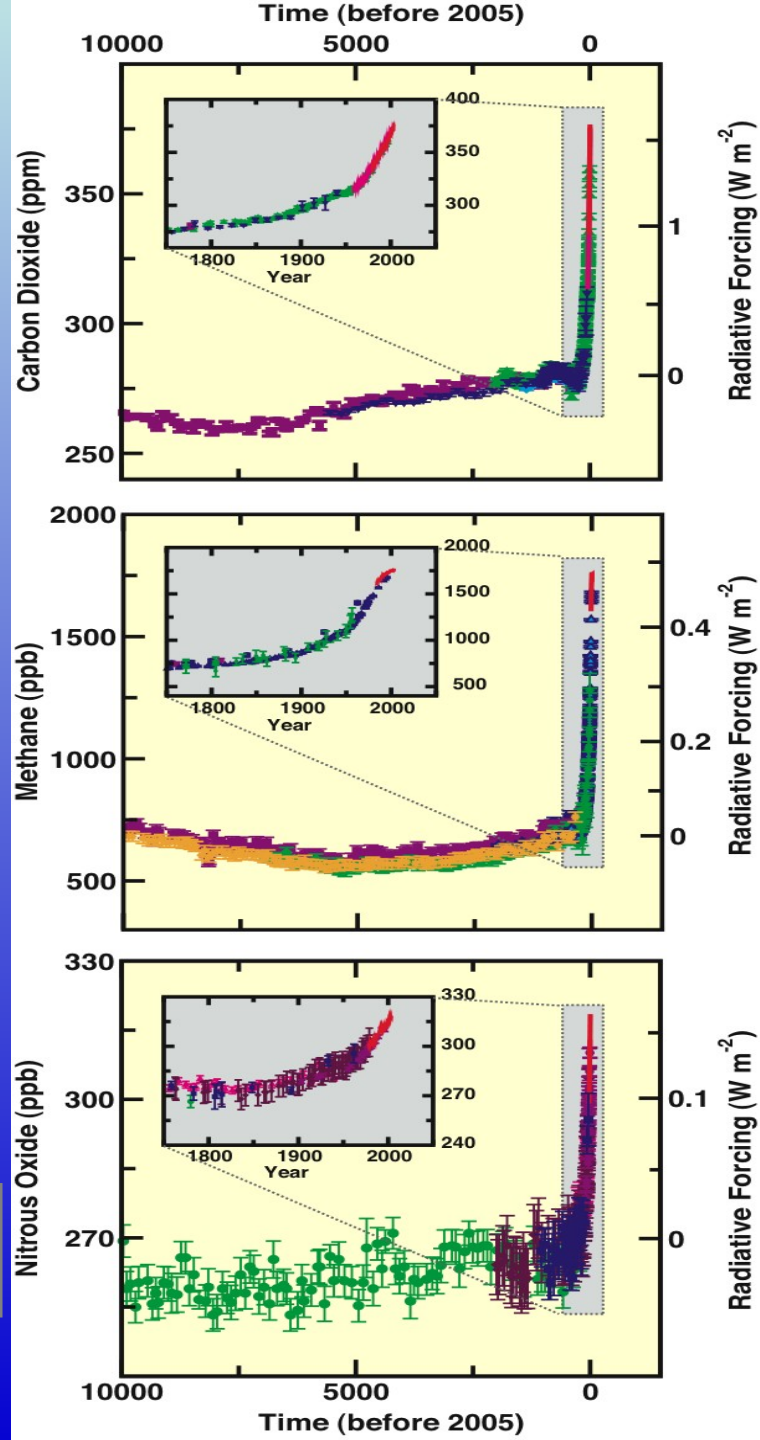 Time (before 2005)
10000 5000 0
Carbon Dioxide (ppm)
350
300
250
400
350
300
1800 1900 2000
Year
1
0
Radiative Forcing (W m-2)
Methane (ppb)
2000
1500
1000
500
2000
1500
1000
500
1800 1900 2000
Year
0.4
0.2
0
Radiative Forcing (W m-2)
Nitrous Oxide (ppb)
330
300
270
330
300
270
240
1800 1900 2000
Year
0.1
0
Radiative Forcing (W m-2)
10000 5000 0
Time (before 2005)